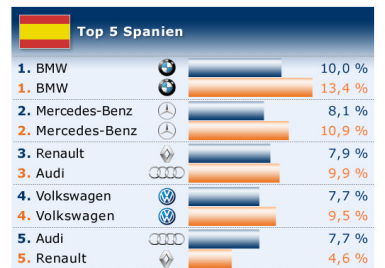 Top 5 Spanien
1. BMW 10,0 %
1. BMW 13,4 %
2. Mercedes-Benz 8,1 %
2. Mercedes-Benz 10,9 %
3. Renault 7,9 %
3. Audi 9,9 %
4. Volkswagen 7,7 %
4. Volkswagen 9,5 %
5. Audi 7,7 %
5. Renault 4,6 %